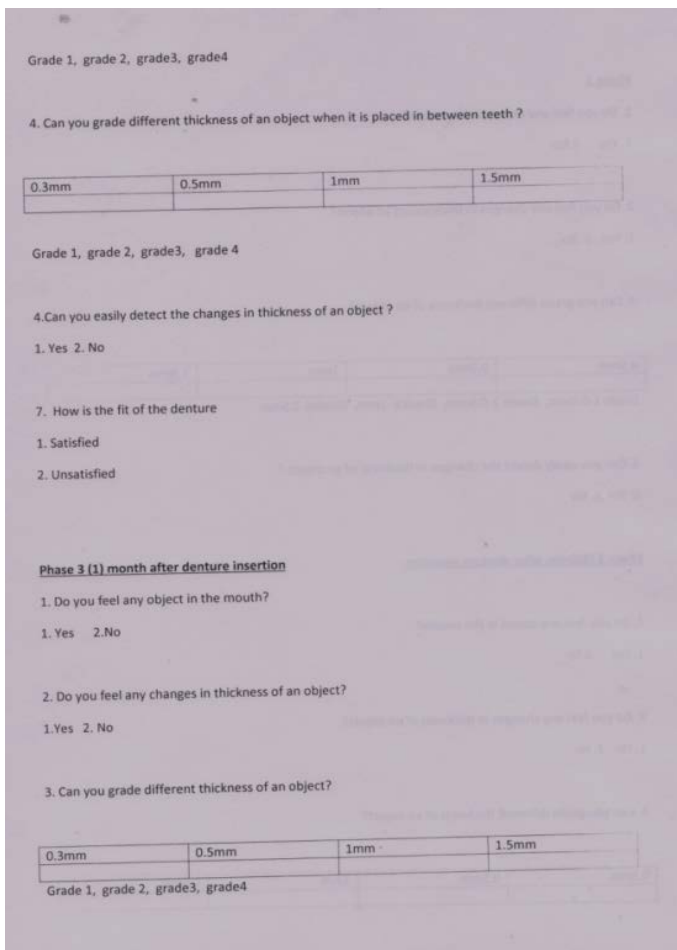 Grade 1, grade 2, grade3, grade4
4. Can you grade different thickness of an object when it is placed in between teeth ?
0.3mm 0.5mm 1mm 1.5mm
Grade 1, grade 2, grade3, grade 4
4.Can you easily detect the changes in thickness of an object ?
1. Yes 2. No
7. How is the fit of the denture
1. Satisfied
2. Unsatisfied
Phase 3 (1) month after denture insertion
1. Do you feel any object in the mouth?
1. Yes 2.No
2. Do you feel any changes in thickness of an object?
1.Yes 2. No
3. Can you grade different thickness of an object?
0.3mm 0.5mm 1mm 1.5mm
Grade 1, grade 2, grade3, grade4